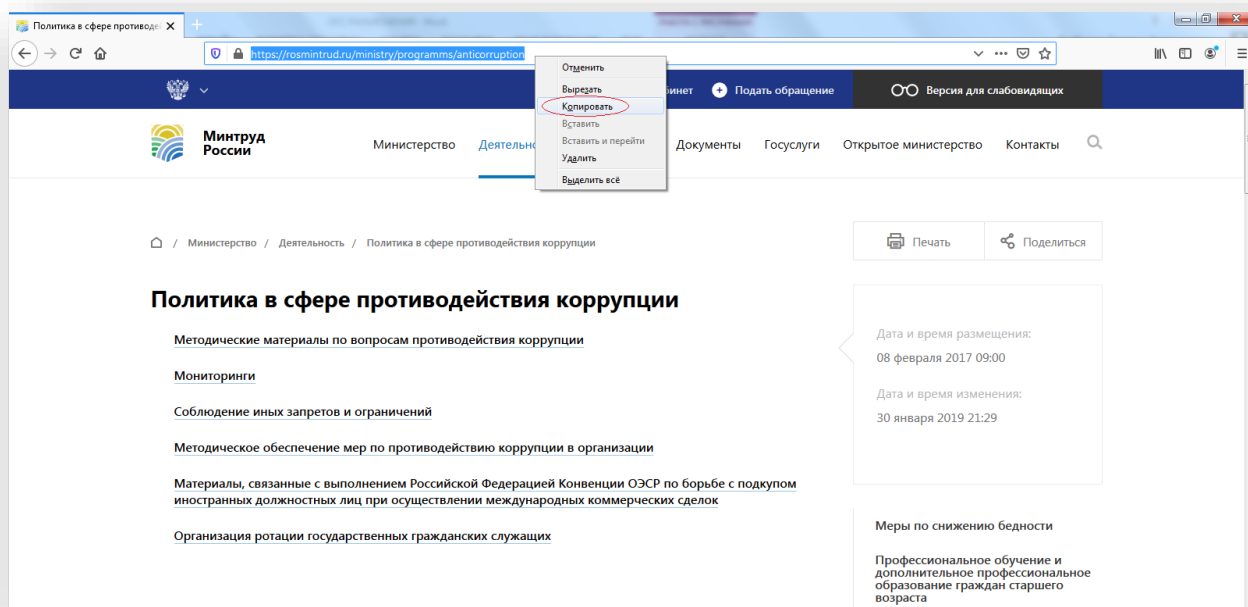 Политика в сфере противодей
https://rosmintrud.ru/ministry/programms/anticorruption
Отменить
Вырезать
Копировать
Вставить
Вставить и перейти
Удалить
Выделить всё
бинет
Подать обращение
Версия для слабовидящих
Минтруд
России
Министерство
Деятельно
Документы
Госуслуги
Открытое министерство
Контакты
/ Министерство / Деятельность / Политика в сфере противодействия коррупции
Печать
Поделиться
Политика в сфере противодействия коррупции
Методические материалы по вопросам противодействия коррупции
Мониторинги
Соблюдение иных запретов и ограничений
Методическое обеспечение мер по противодействию коррупции в организации
Материалы, связанные с выполнением Российской Федерацией Конвенции ОЭСР по борьбе с подкупом
иностранных должностных лиц при осуществлении международных коммерческих сделок
Организация ротации государственных гражданских служащих
Дата и время размещения:
08 февраля 2017 09:00
Дата и время изменения:
30 января 2019 21:29
Меры по снижению бедности
Профессиональное обучение и
дополнительное профессиональное
образование граждан старшего
возраста